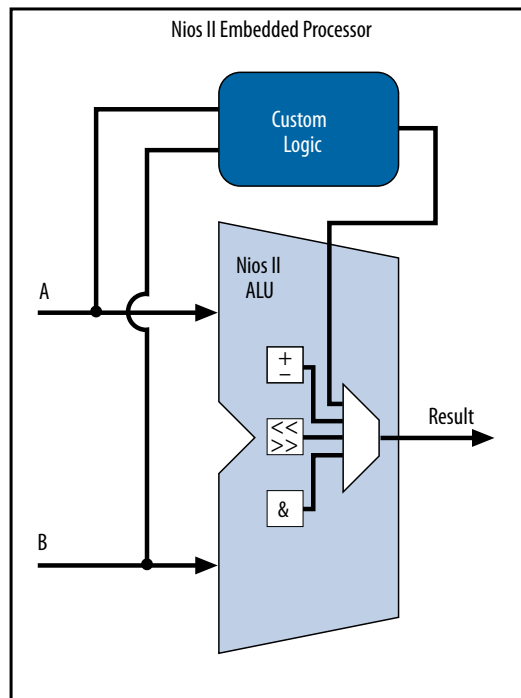 Nios II Embedded Processor
Custom
Logic
Nios II
ALU
A
+
−
<<
>>
Result
&
B